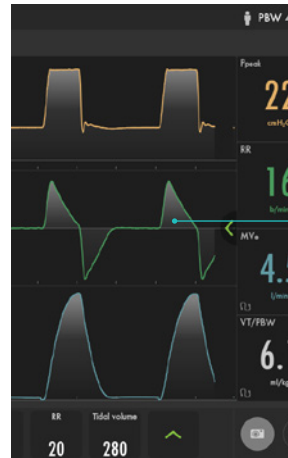 PBW 4
Ppeak
22
cmH₂O
RR
16
b/min
MVe
4.5
l/min
VT/PBW
6.
ml/kg
RR
Tidal volume
20
280